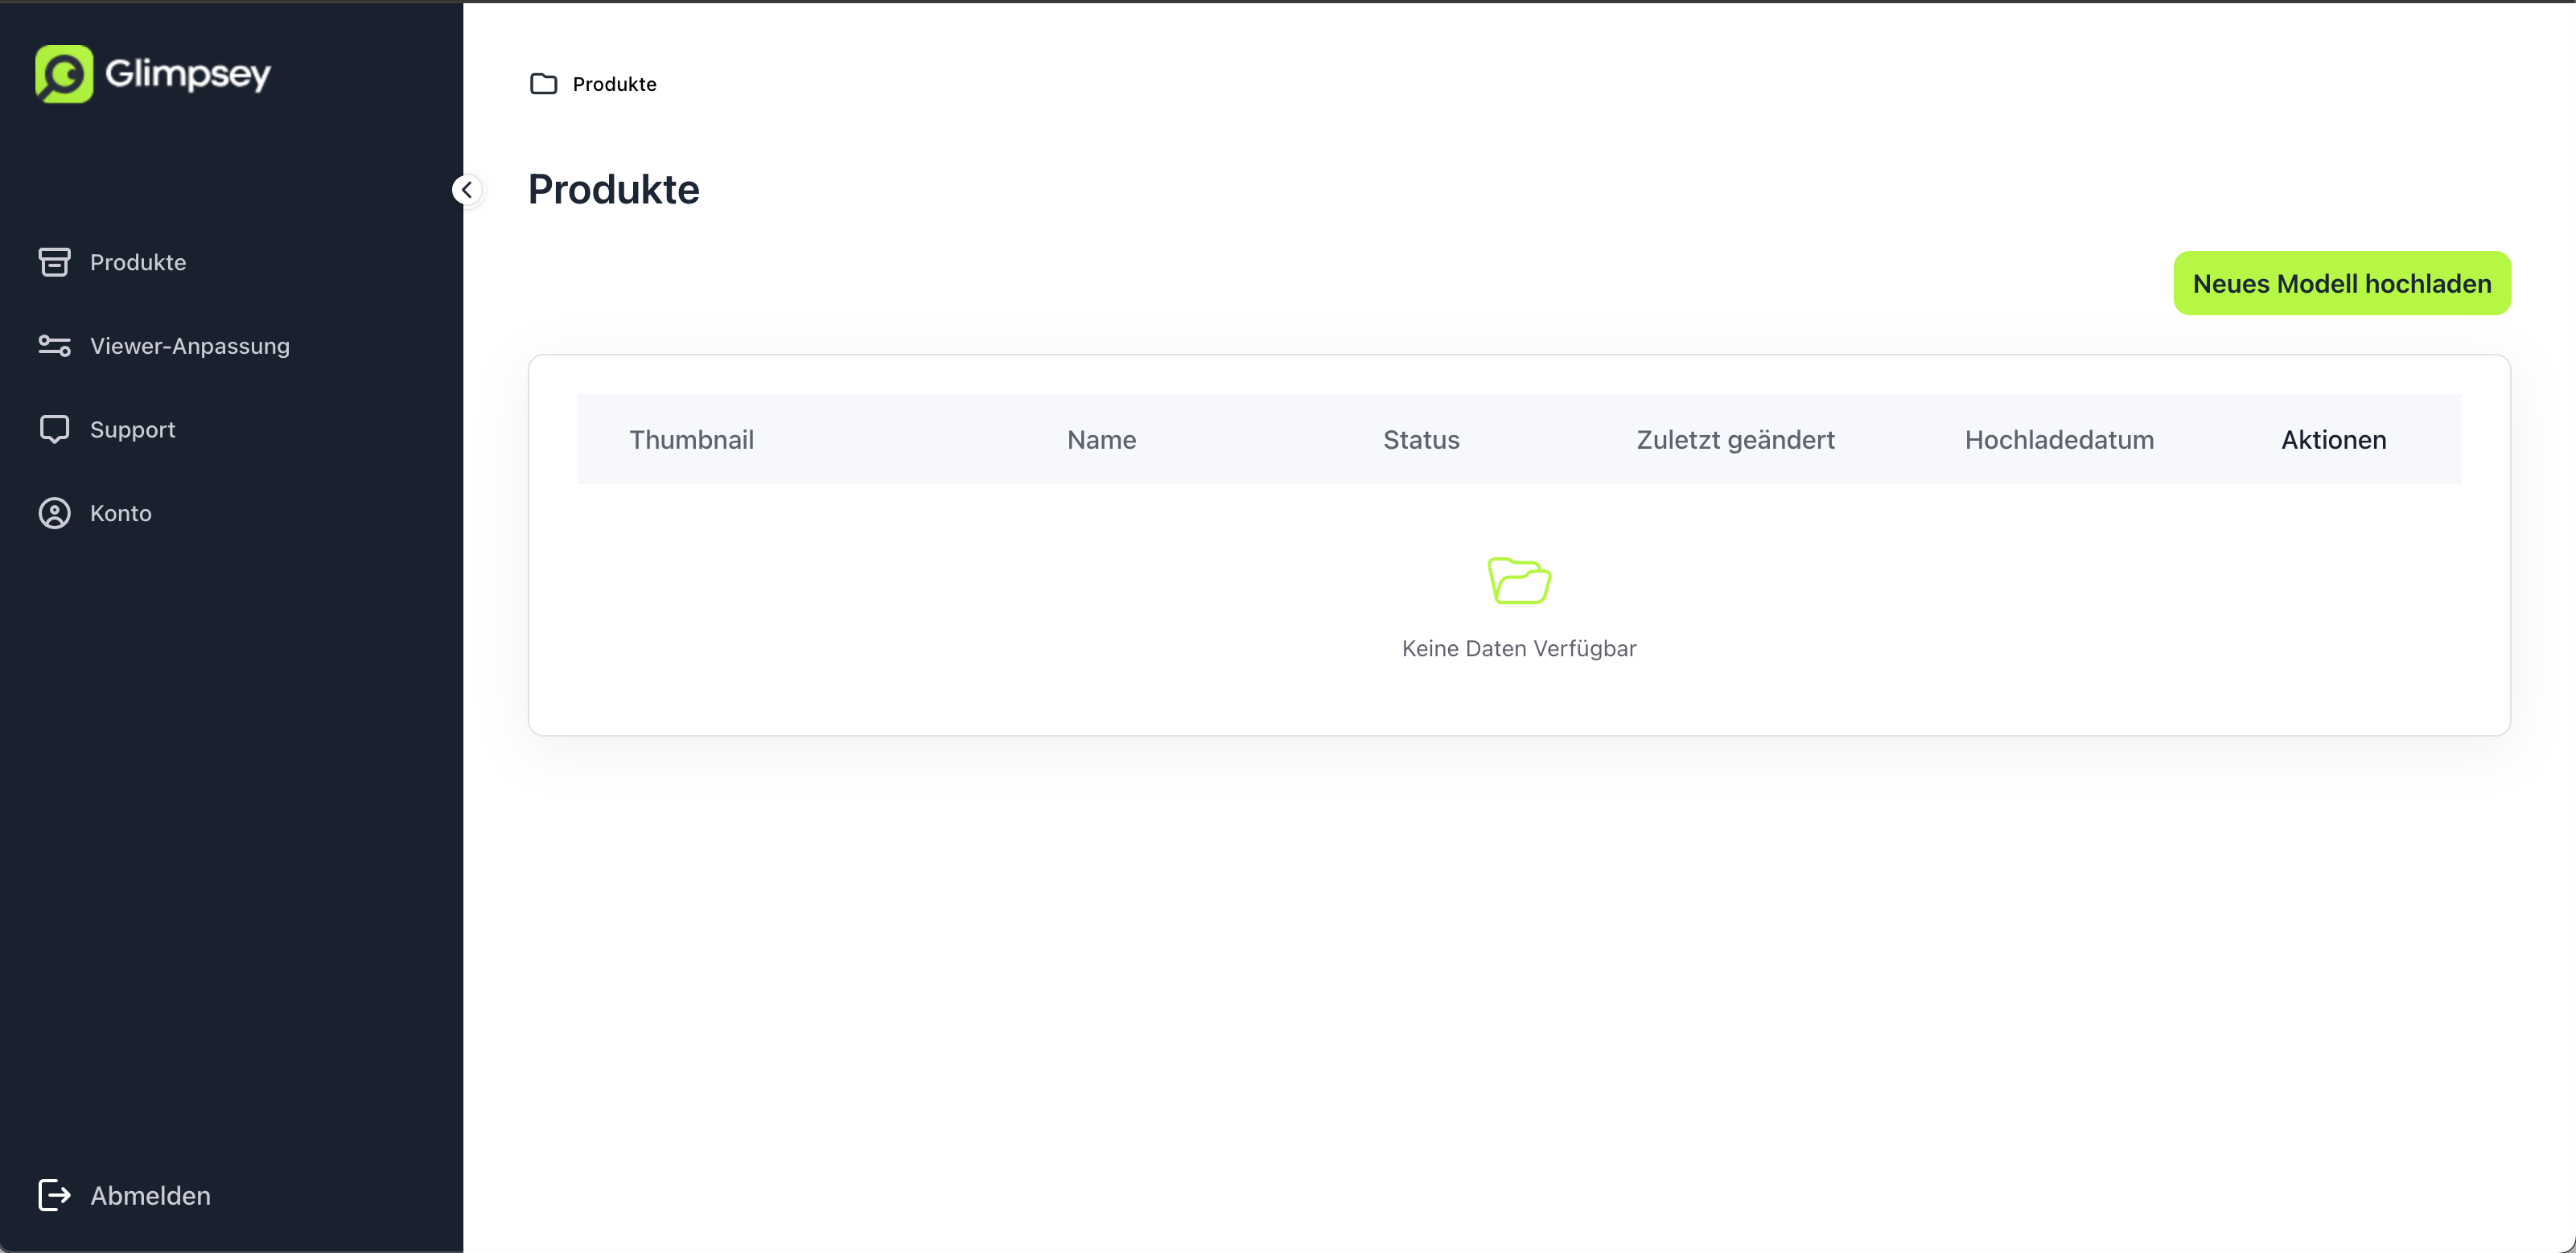 Glimpsey
Produkte
Viewer-Anpassung
Support
Konto
Abmelden
Produkte
Produkte
Neues Modell hochladen
Thumbnail Name Status Zuletzt geändert Hochladedatum Aktionen
Keine Daten Verfügbar